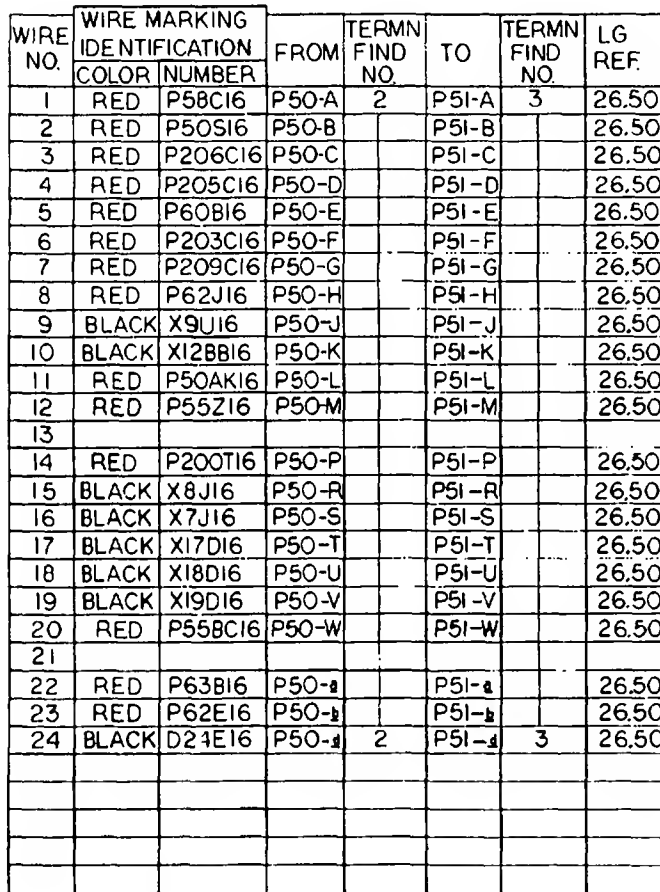 WIRE NO. WIRE MARKING IDENTIFICATION FROM TERMN FIND NO. TO TERMN FIND NO. LG REF.
COLOR NUMBER
1 RED P58C16 P50-A 2 P51-A 3 26.50
2 RED P50S16 P50-B P51-B 26.50
3 RED P206C16 P50-C P51-C 26.50
4 RED P205C16 P50-D P51-D 26.50
5 RED P60B16 P50-E P51-E 26.50
6 RED P203C16 P50-F P51-F 26.50
7 RED P209C16 P50-G P51-G 26.50
8 RED P62J16 P50-H P51-H 26.50
9 BLACK X9U16 P50-J P51-J 26.50
10 BLACK X12BB16 P50-K P51-K 26.50
11 RED P50AK16 P50-L P51-L 26.50
12 RED P55Z16 P50-M P51-M 26.50
13
14 RED P200T16 P50-P P51-P 26.50
15 BLACK X8J16 P50-R P51-R 26.50
16 BLACK X7J16 P50-S P51-S 26.50
17 BLACK X17D16 P50-T P51-T 26.50
18 BLACK X18D16 P50-U P51-U 26.50
19 BLACK X19D16 P50-V P51-V 26.50
20 RED P55BC16 P50-W P51-W 26.50
21
22 RED P63B16 P50-a P51-a 26.50
23 RED P62E16 P50-b P51-b 26.50
24 BLACK P50-d 2 P51-d 3 26.50